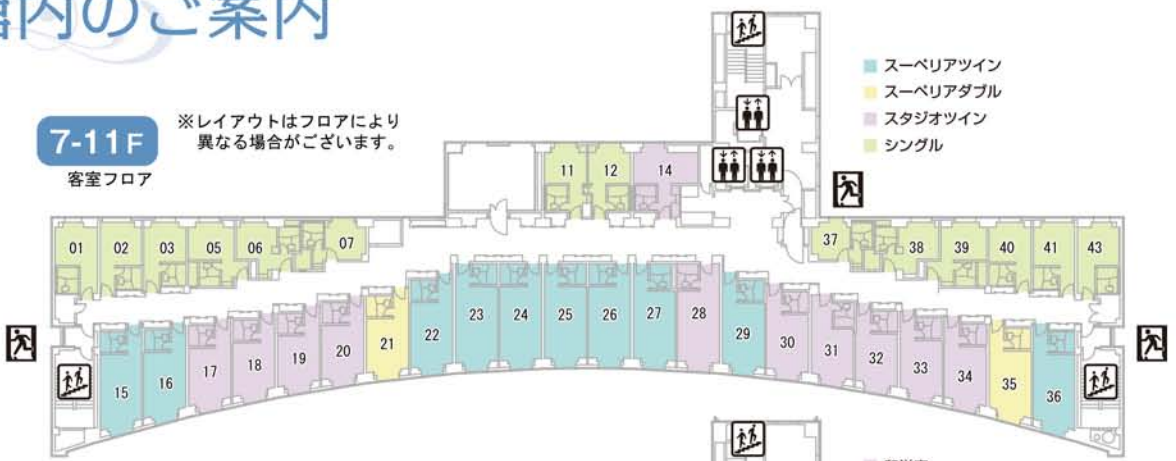 館内のご案内
7-11F
客室フロア
※レイアウトはフロアにより
異なる場合がございます。
スーペリアツイン
スーペリアダブル
スタジオツイン
シングル
11 12 14
01 02 03 05 06 07
37 38 39 40 41 43
15 16 17 18 19 20 21 22 23 24 25 26 27 28 29 30 31 32 33 34 35 36